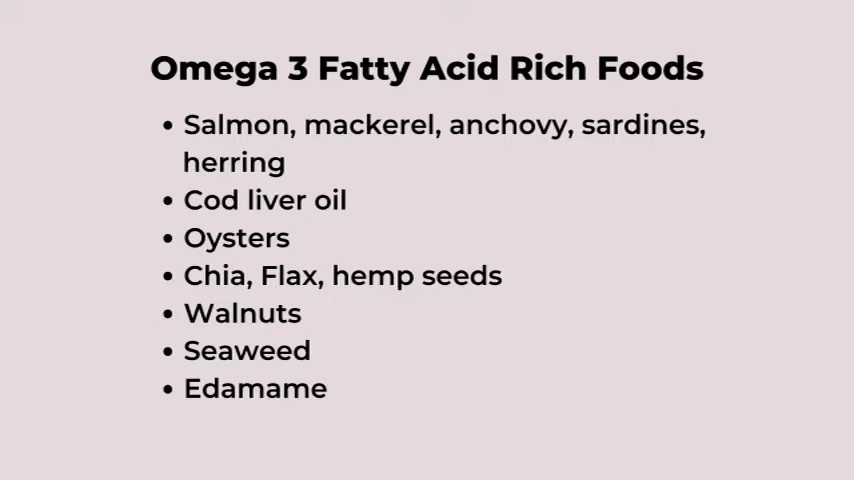 Omega 3 Fatty Acid Rich Foods
• Salmon, mackerel, anchovy, sardines,
herring
• Cod liver oil
• Oysters
• Chia, Flax, hemp seeds
• Walnuts
• Seaweed
• Edamame